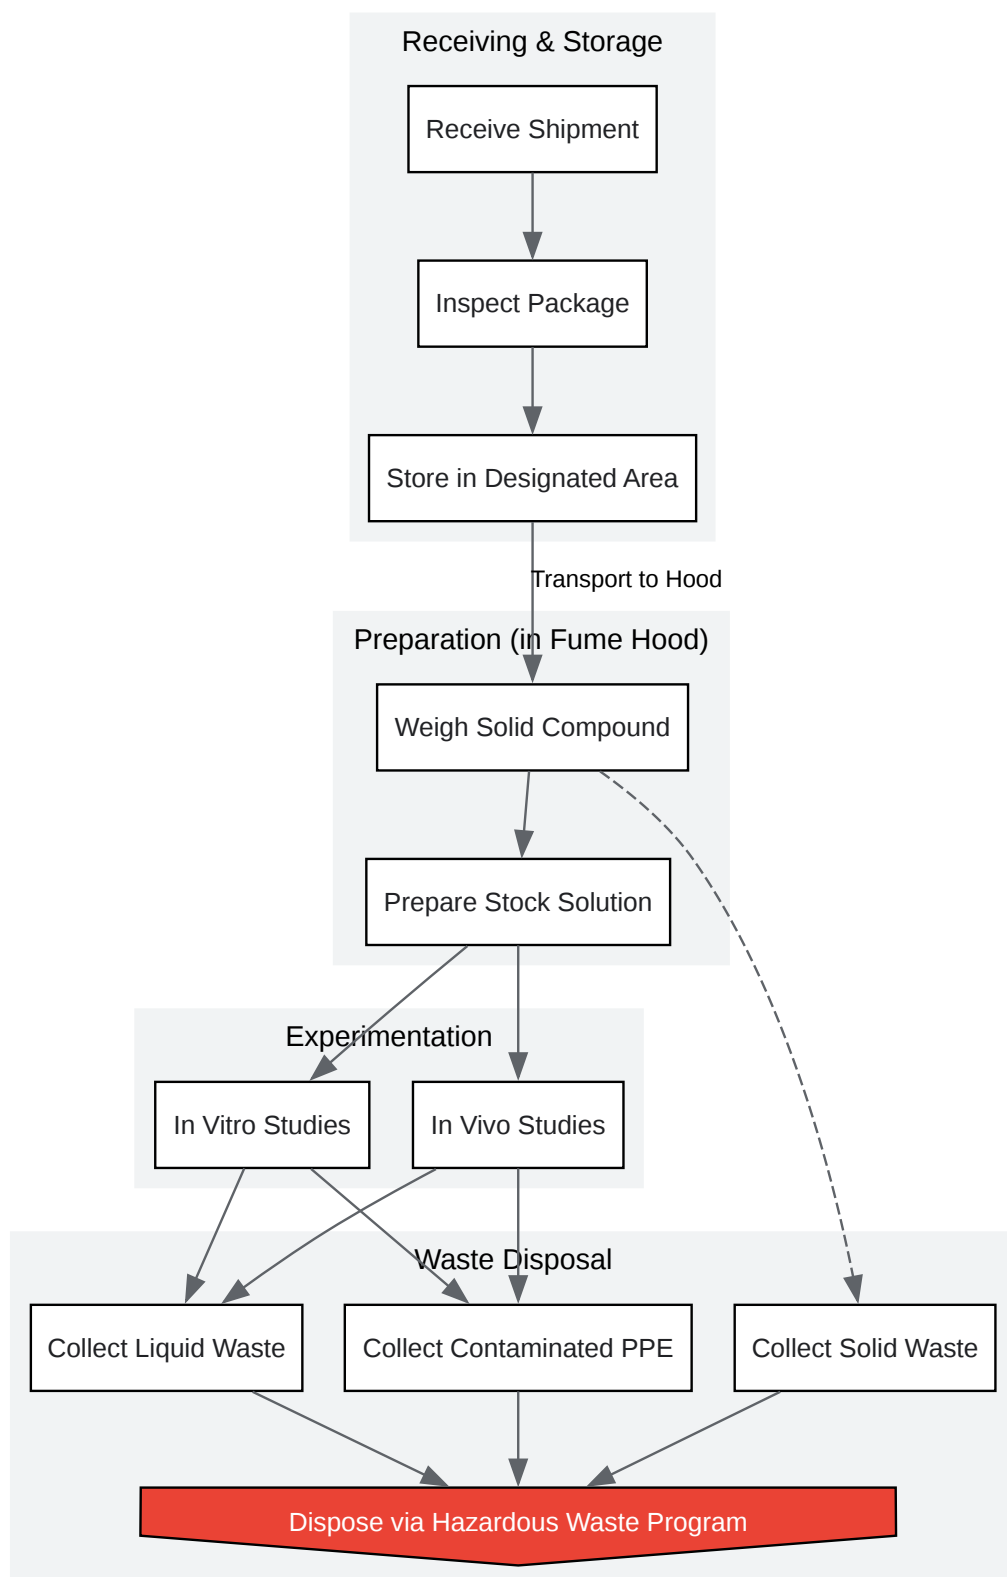 Receiving & Storage
Receive Shipment
Inspect Package
Store in Designated Area
Transport to Hood
Preparation (in Fume Hood)
Weigh Solid Compound
Prepare Stock Solution
Experimentation
In Vitro Studies
In Vivo Studies
Waste Disposal
Collect Liquid Waste
Collect Contaminated PPE
Collect Solid Waste
Dispose via Hazardous Waste Program